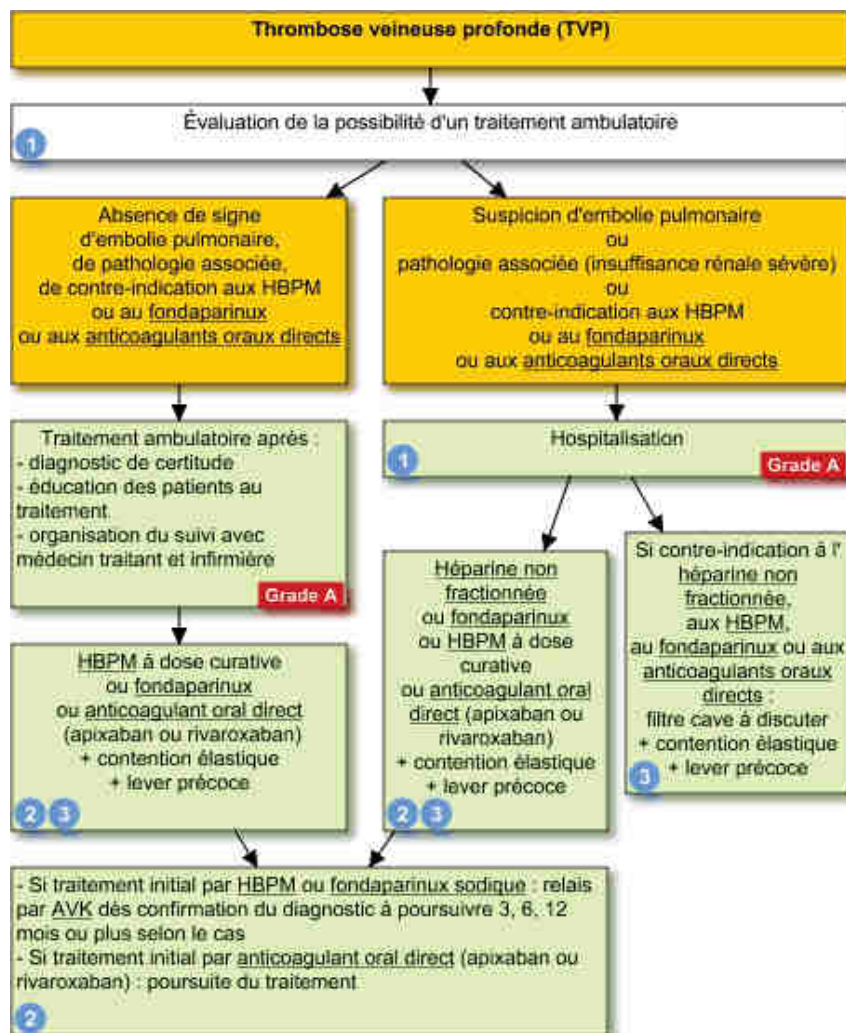 Thrombose veineuse profonde (TVP)
Évaluation de la possibilité d'un traitement ambulatoire
1
Absence de signe
d'embolie pulmonaire,
de pathologie associée,
de contre-indication aux HBPM
ou au fondaparinux
ou aux anticoagulants oraux directs
Suspicion d'embolie pulmonaire
ou
pathologie associée (insuffisance rénale sévère)
ou
contre-indication aux HBPM
ou au fondaparinux
ou aux anticoagulants oraux directs
Traitement ambulatoire après :
- diagnostic de certitude
- éducation des patients au
traitement
- organisation du suivi avec
médecin traitant et infirmière
Grade A
Hospitalisation
1
Grade A
HBPM à dose curative
ou fondaparinux
ou anticoagulant oral direct
(apixaban ou rivaroxaban)
+ contention élastique
+ lever précoce
2 3
Héparine non
fractionnée
ou fondaparinux
ou HBPM à dose
curative
ou anticoagulant oral
direct (apixaban ou
rivaroxaban)
+ contention élastique
+ lever précoce
2 3
Si contre-indication à l'
héparine non
fractionnée,
aux HBPM,
au fondaparinux ou aux
anticoagulants oraux
directs :
filtre cave à discuter
+ contention élastique
+ lever précoce
3
- Si traitement initial par HBPM ou fondaparinux sodique : relais
par AVK dès confirmation du diagnostic à poursuivre 3, 6, 12
mois ou plus selon le cas
- Si traitement initial par anticoagulant oral direct (apixaban ou
rivaroxaban) : poursuite du traitement
2